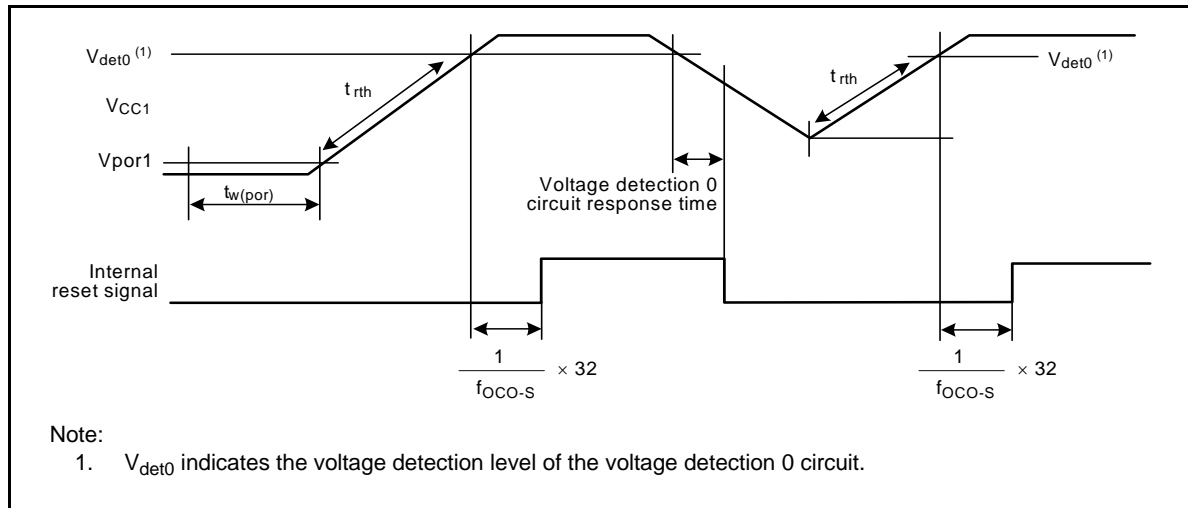 Vdet0 (1)
VCC1
Vpor1
trth
tw(por)
Voltage detection 0
circuit response time
trth
Vdet0 (1)
Internal
reset signal
1
fOCO-S
× 32
1
fOCO-S
× 32
Note:
1. Vdet0 indicates the voltage detection level of the voltage detection 0 circuit.